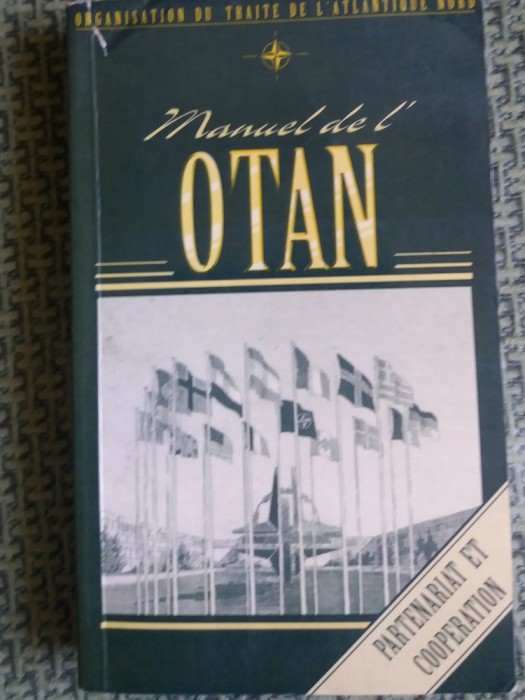 ORGANISATION DU TRAITE DE L'ATLANTIQUE NORD
Manuel de l'
OTAN
PARTENARIAT ET
COOPERATION